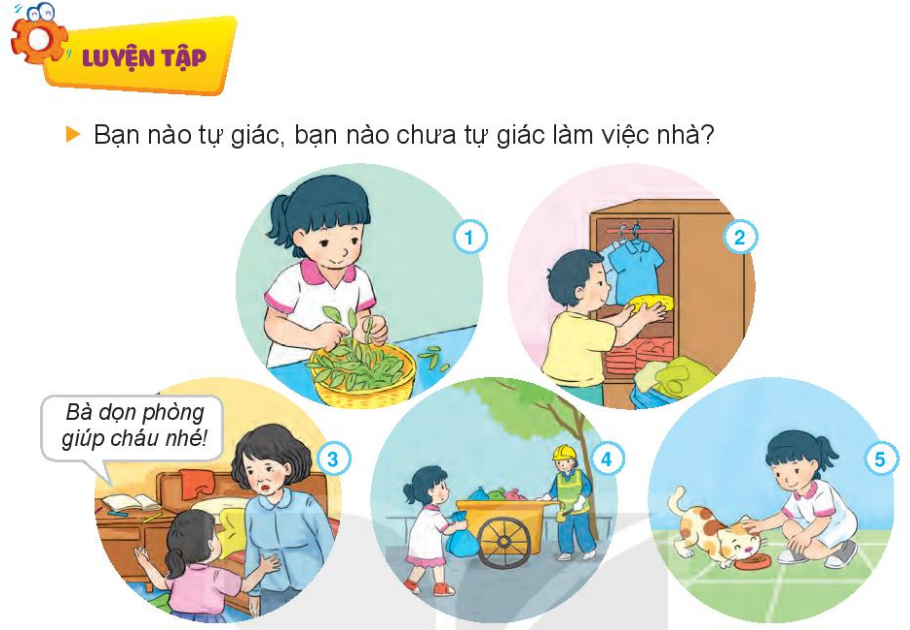 LUYỆN TẬP
Bạn nào tự giác, bạn nào chưa tự giác làm việc nhà?
1
2
Bà dọn phòng
giúp cháu nhé!
3
4
5